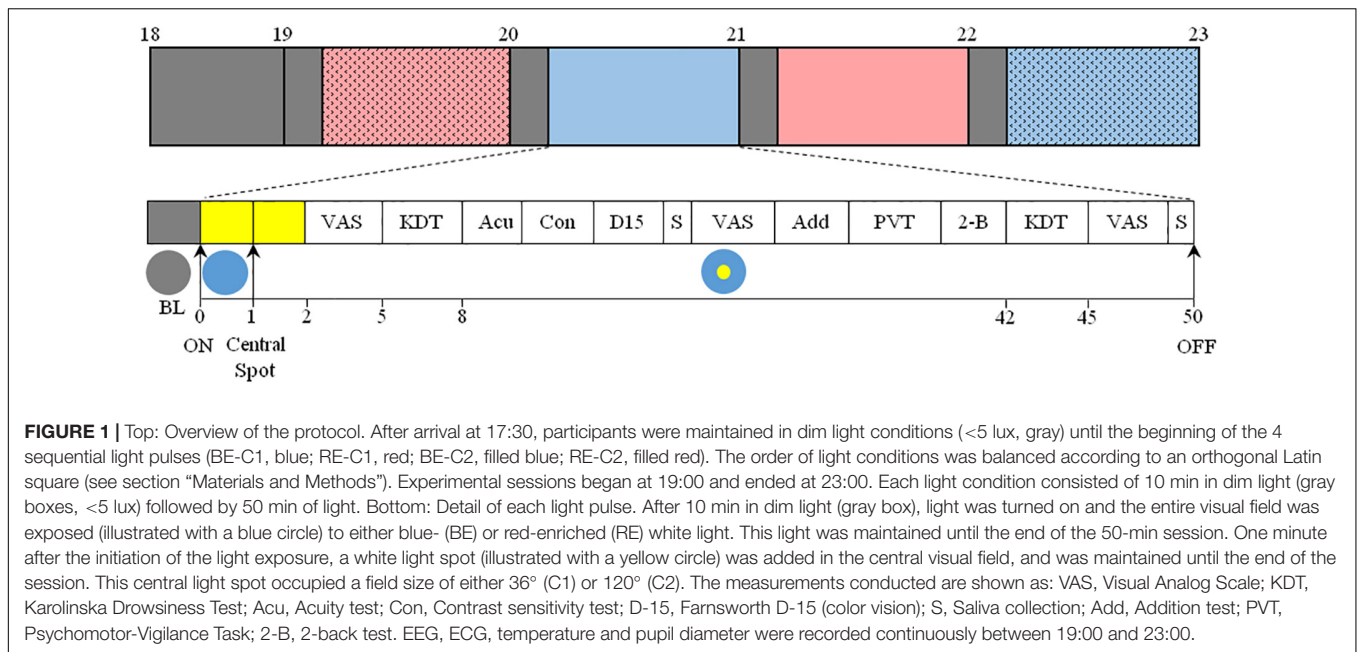 18 19 20 21 22 23
VAS KDT Acu Con D15 S VAS Add PVT 2-B KDT VAS S
BL 0 1 2 5 8 42 45 50
ON Central OFF
Spot
FIGURE 1 | Top: Overview of the protocol. After arrival at 17:30, participants were maintained in dim light conditions (<5 lux, gray) until the beginning of the 4
sequential light pulses (BE-C1, blue; RE-C1, red; BE-C2, filled blue; RE-C2, filled red). The order of light conditions was balanced according to an orthogonal Latin
square (see section “Materials and Methods”). Experimental sessions began at 19:00 and ended at 23:00. Each light condition consisted of 10 min in dim light (gray
boxes, <5 lux) followed by 50 min of light. Bottom: Detail of each light pulse. After 10 min in dim light (gray box), light was turned on and the entire visual field was
exposed (illustrated with a blue circle) to either blue- (BE) or red-enriched (RE) white light. This light was maintained until the end of the 50-min session. One minute
after the initiation of the light exposure, a white light spot (illustrated with a yellow circle) was added in the central visual field, and was maintained until the end of the
session. This central light spot occupied a field size of either 36° (C1) or 120° (C2). The measurements conducted are shown as: VAS, Visual Analog Scale; KDT,
Karolinska Drowsiness Test; Acu, Acuity test; Con, Contrast sensitivity test; D-15, Farnsworth D-15 (color vision); S, Saliva collection; Add, Addition test; PVT,
Psychomotor-Vigilance Task; 2-B, 2-back test. EEG, ECG, temperature and pupil diameter were recorded continuously between 19:00 and 23:00.